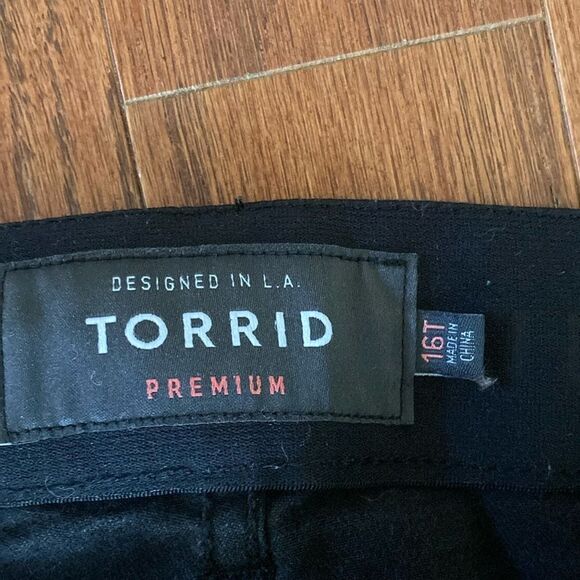 DESIGNED IN L.A.
TORRID
PREMIUM
16T
MADE IN
CHINA